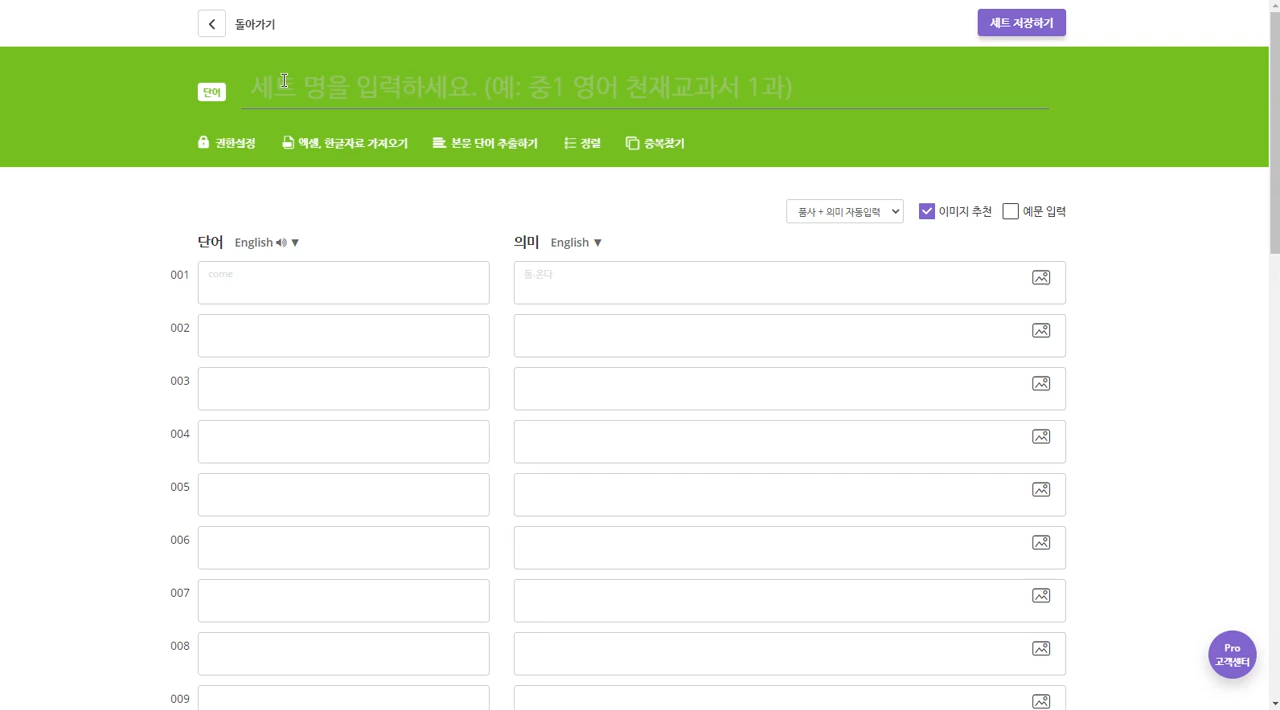 돌아가기
세트 저장하기
단어
세트 명을 입력하세요. (예: 중1 영어 천재교과서 1과)
권한설정
엑셀, 한글자료 가져오기
본문 단어 추출하기
정렬
중복찾기
품사 + 의미 자동입력
이미지 추천
예문 입력
단어 English ▼
의미 English ▼
001 come 동.온다
002
003
004
005
006
007
008
009
Pro
고객센터